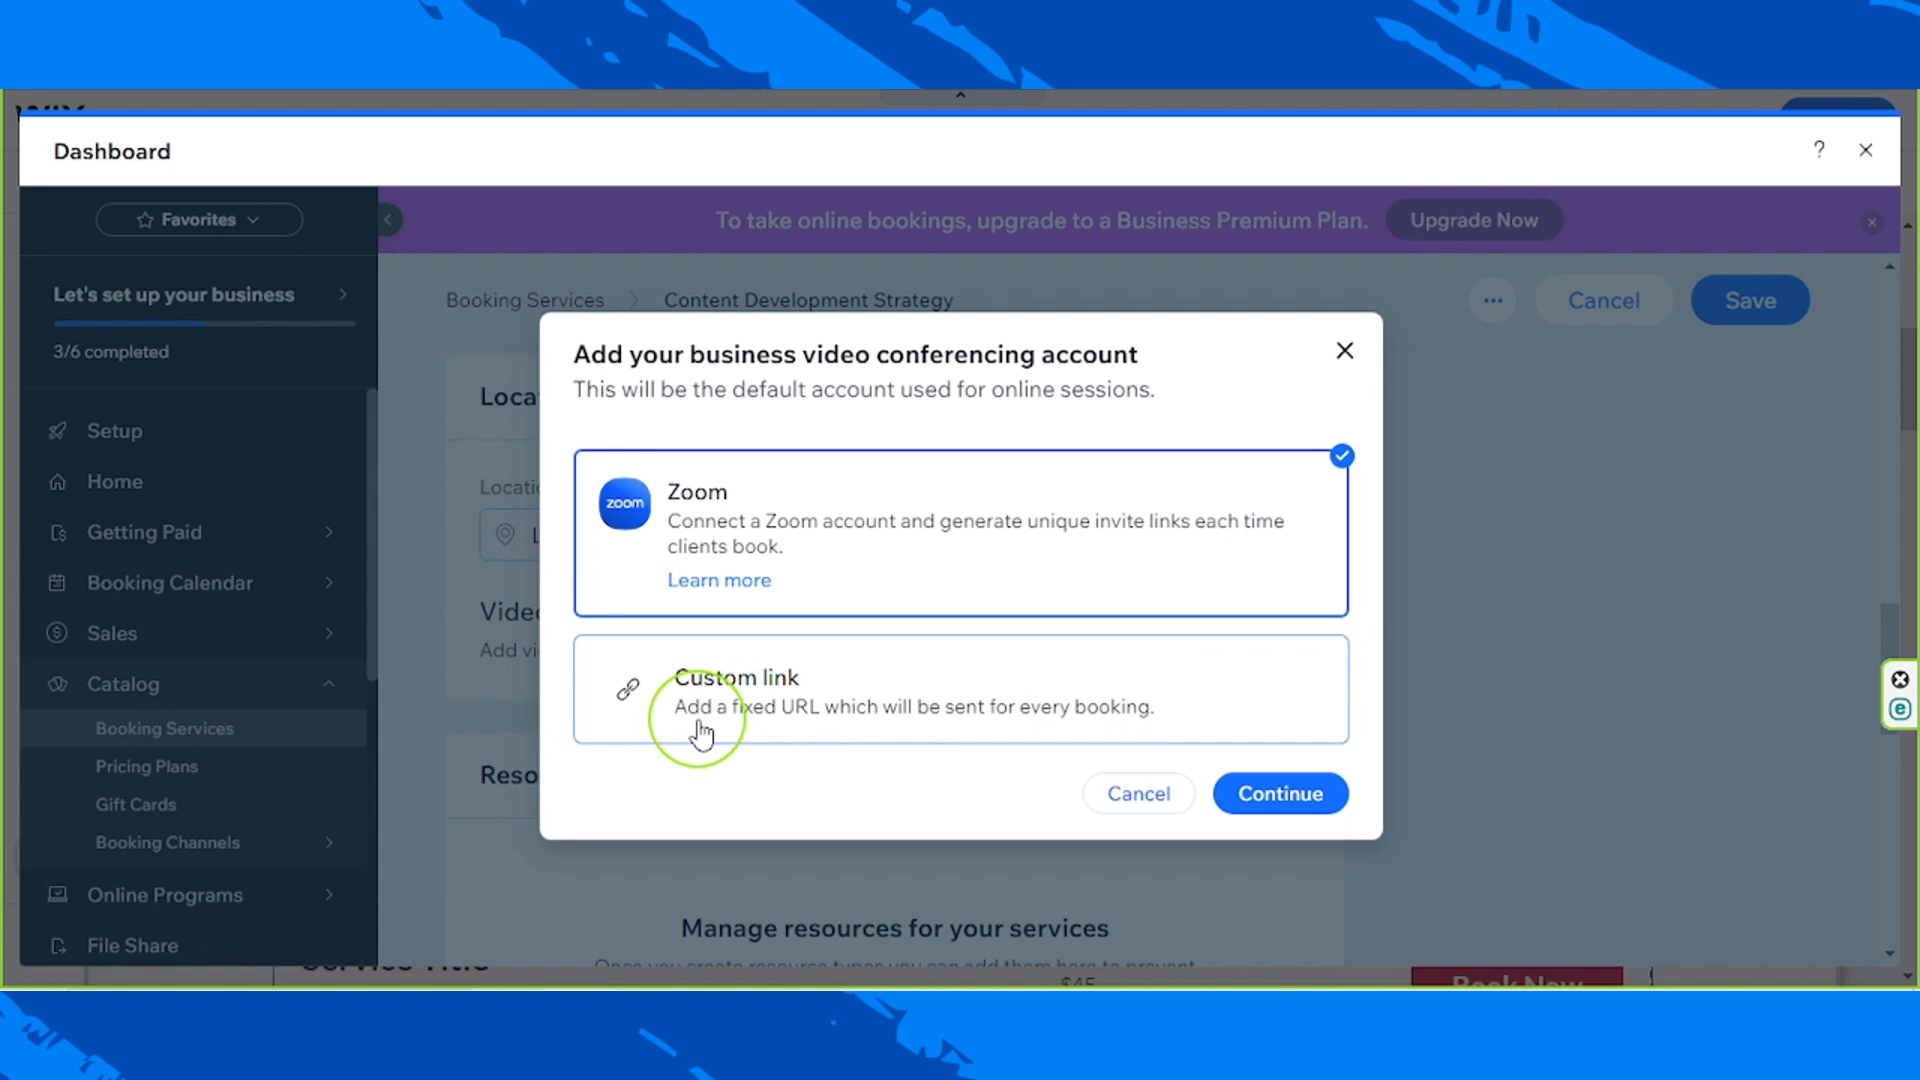 Dashboard
?
Favorites
To take online bookings, upgrade to a Business Premium Plan.
Upgrade Now
Let's set up your business
3/6 completed
Booking Services
Content Development Strategy
Cancel
Save
Setup
Home
Getting Paid
Booking Calendar
Sales
Catalog
Booking Services
Pricing Plans
Gift Cards
Booking Channels
Online Programs
File Share
Add your business video conferencing account
This will be the default account used for online sessions.
zoom
Zoom
Connect a Zoom account and generate unique invite links each time
clients book.
Learn more
Custom link
Add a fixed URL which will be sent for every booking.
Cancel
Continue
Manage resources for your services
Once you create resource types you can add them here to prevent
Service Title
$45
Book Now